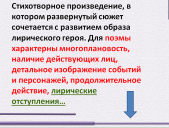 Стихотворное произведение, в
котором развернутый сюжет
сочетается с развитием образа
лирического героя. Для поэмы
характерны многоплановость,
наличие действующих лиц,
детальное изображение событий
и персонажей, продолжительное
действие, лирические
отступления…